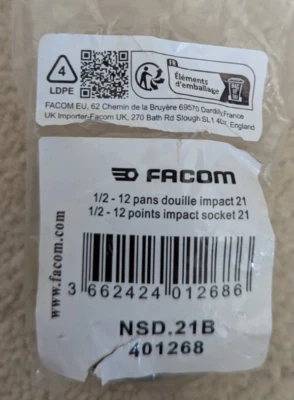 4
LDPE
FR
Éléments
d'emballage
FACOM EU, 62 Chemin de la Bruyère 69570 Dardilly, France
UK Importer-Facom UK, 270 Bath Rd Slough SL1 4DX, England
FACOM
1/2 - 12 pans douille impact 21
1/2 - 12 points impact socket 21
www.facom.com
3 662424 012686
NSD.21B
401268